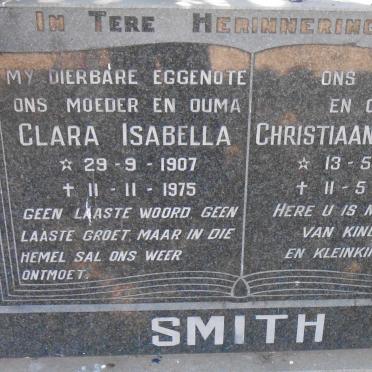 In Tere Herinnering
MY DIERBARE EGGENOTE
ONS MOEDER EN OUMA
CLARA ISABELLA
☆ 29-9-1907
† 11-11-1975
GEEN LAASTE WOORD GEEN
LAASTE GROET MAAR IN DIE
HEMEL SAL ONS WEER
ONTMOET.
ONS
EN
CHRISTIAAN
☆ 13-5
† 11-5
HERE U IS
VAN
EN
SMITH